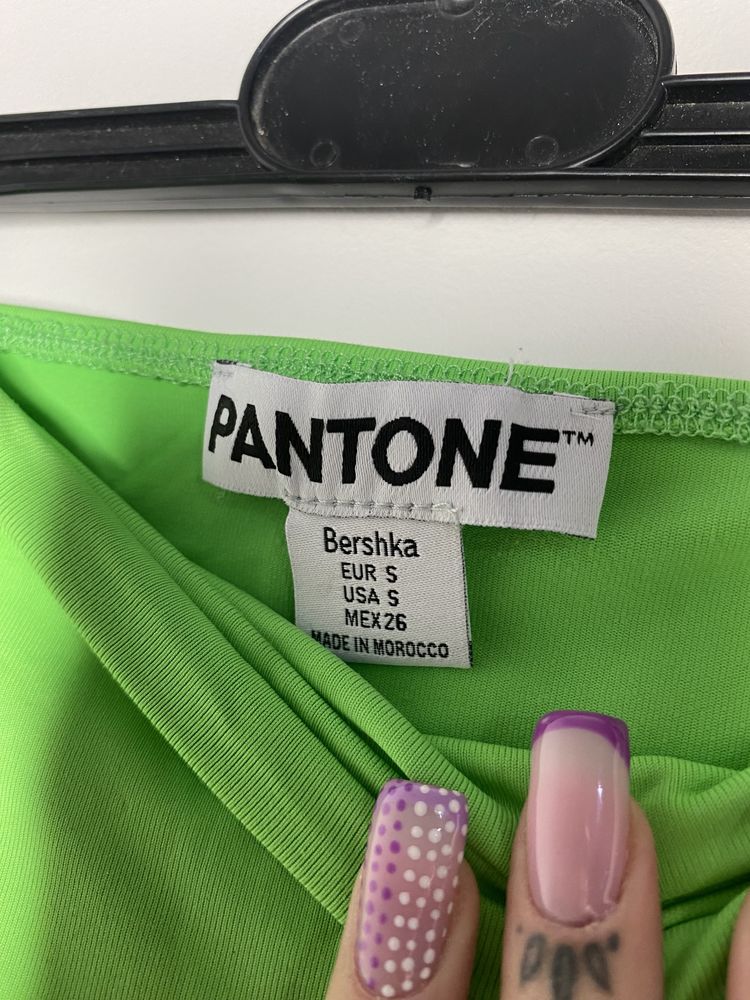 PANTONE™
Bershka
EUR S
USA S
MEX 26
MADE IN MOROCCO